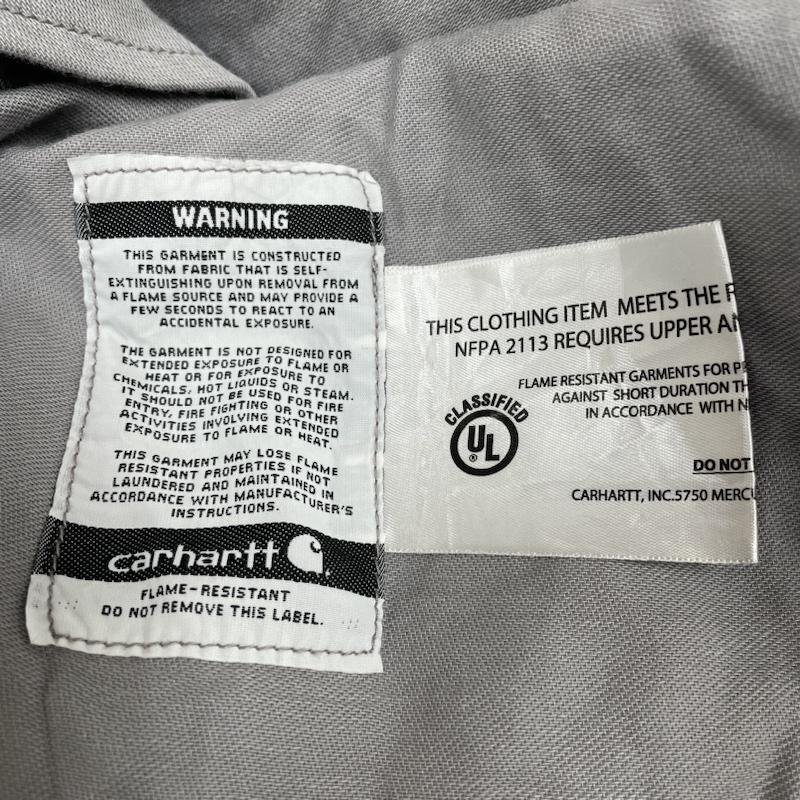 WARNING
THIS GARMENT IS CONSTRUCTED
FROM FABRIC THAT IS SELF-
EXTINGUISHING UPON REMOVAL FROM
A FLAME SOURCE AND MAY PROVIDE A
FEW SECONDS TO REACT TO AN
ACCIDENTAL EXPOSURE.
THE GARMENT IS NOT DESIGNED FOR
EXTENDED EXPOSURE TO FLAME OR
HEAT OR FOR EXPOSURE TO
CHEMICALS, HOT LIQUIDS OR STEAM.
IT SHOULD NOT BE USED FOR FIRE
ENTRY, FIRE FIGHTING OR OTHER
ACTIVITIES INVOLVING EXTENDED
EXPOSURE TO FLAME OR HEAT.
THIS GARMENT MAY LOSE FLAME
RESISTANT PROPERTIES IF NOT
LAUNDERED AND MAINTAINED IN
ACCORDANCE WITH MANUFACTURER'S
INSTRUCTIONS.
carhartt
FLAME-RESISTANT
DO NOT REMOVE THIS LABEL.
THIS CLOTHING ITEM MEETS THE
NFPA 2113 REQUIRES UPPER
FLAME RESISTANT GARMENTS FOR
AGAINST SHORT DURATION
IN ACCORDANCE WITH
CLASSIFIED
UL
®
DO NOT
CARHARTT, INC.5750